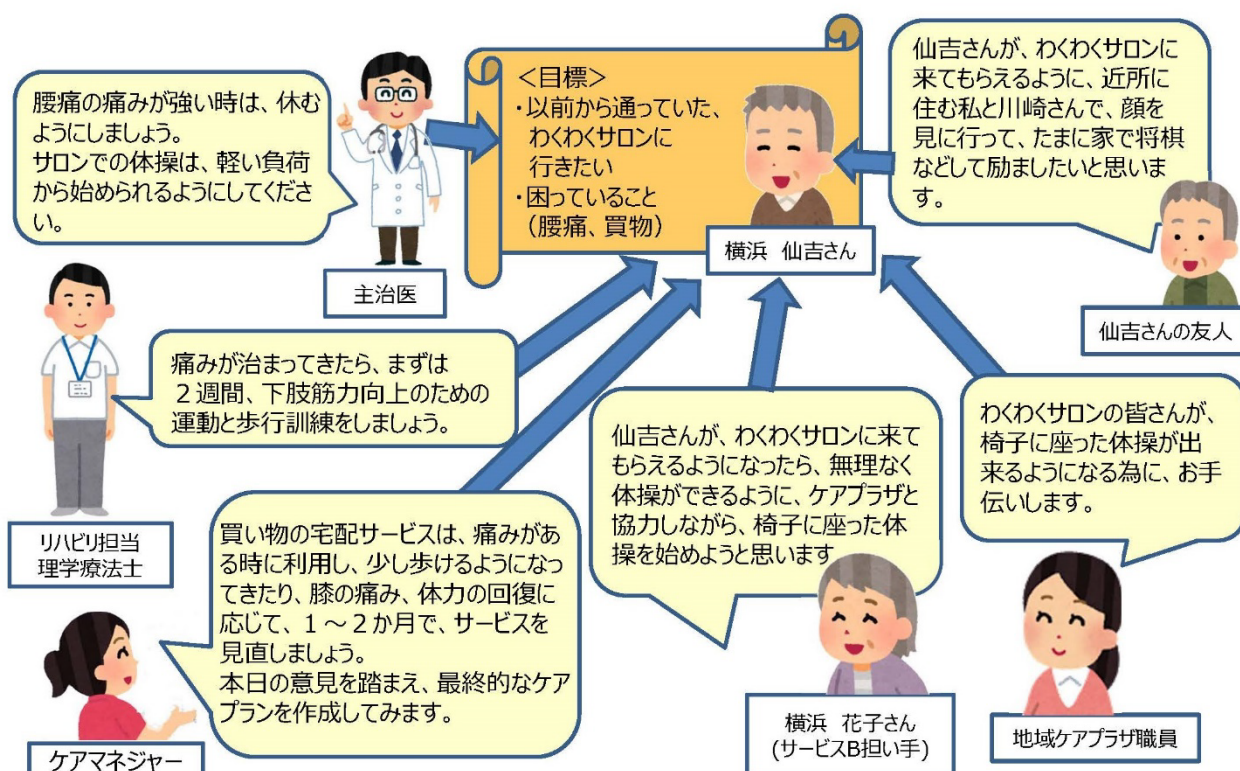 腰痛の痛みが強い時は、休む
ようにしましょう。
サロンでの体操は、軽い負荷
から始められるようにしてくださ
い。
主治医
＜目標＞
・以前から通っていた、
わくわくサロンに
行きたい
・困っていること
（腰痛、買物）
横浜 仙吉さん
仙吉さんが、わくわくサロンに
来てもらえるように、近所に
住む私と川崎さんで、顔を
見に行って、たまに家で将棋
などして励ましたいと思いま
す。
仙吉さんの友人
痛みが治まってきたら、まずは
２週間、下肢筋力向上のための
運動と歩行訓練をしましょう。
リハビリ担当
理学療法士
買い物の宅配サービスは、痛みがあ
る時に利用し、少し歩けるようになっ
てきたり、膝の痛み、体力の回復に
応じて、１～２か月で、サービスを
見直しましょう。
本日の意見を踏まえ、最終的なケア
プランを作成してみます。
ケアマネジャー
仙吉さんが、わくわくサロンに来て
もらえるようになったら、無理なく
体操ができるように、ケアプラザと
協力しながら、椅子に座った体
操を始めようと思います
横浜 花子さん
(サービスB担い手)
わくわくサロンの皆さんが、
椅子に座った体操が出
来るようになる為に、お手
伝いします。
地域ケアプラザ職員